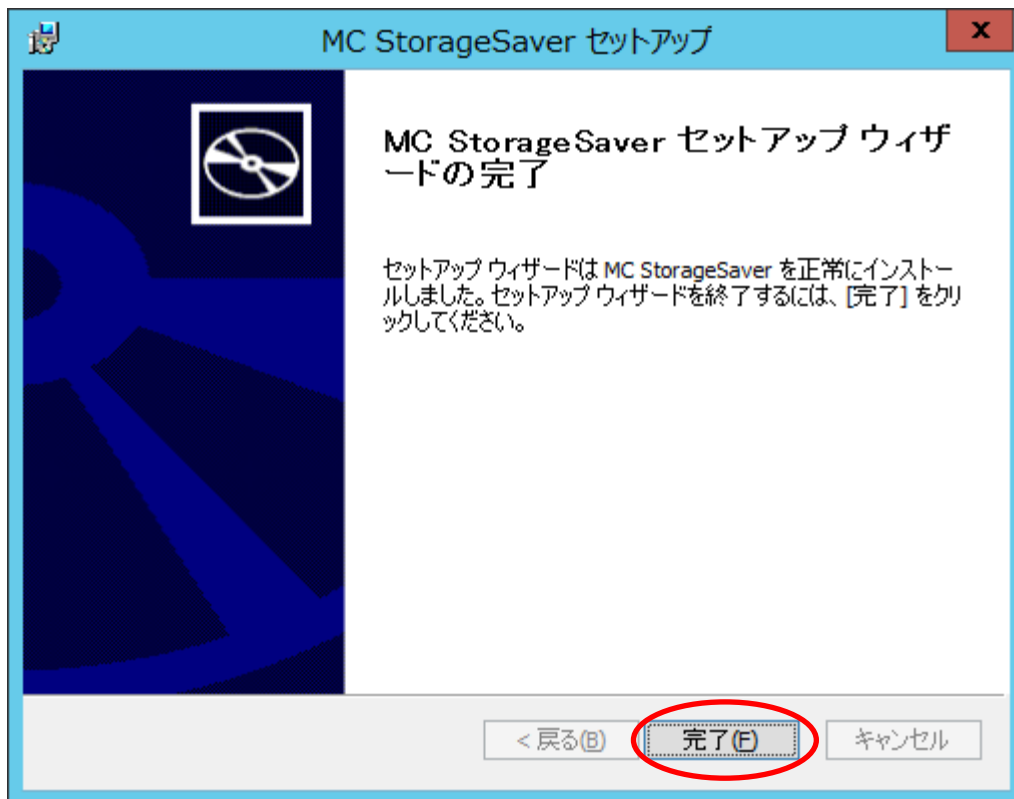 MC StorageSaver セットアップ
x
MC StorageSaver セットアップ ウィザ
ードの完了
セットアップ ウィザードは MC StorageSaver を正常にインストー
ルしました。セットアップ ウィザードを終了するには、[完了] をクリ
ックしてください。
< 戻る(B)
完了(F)
キャンセル